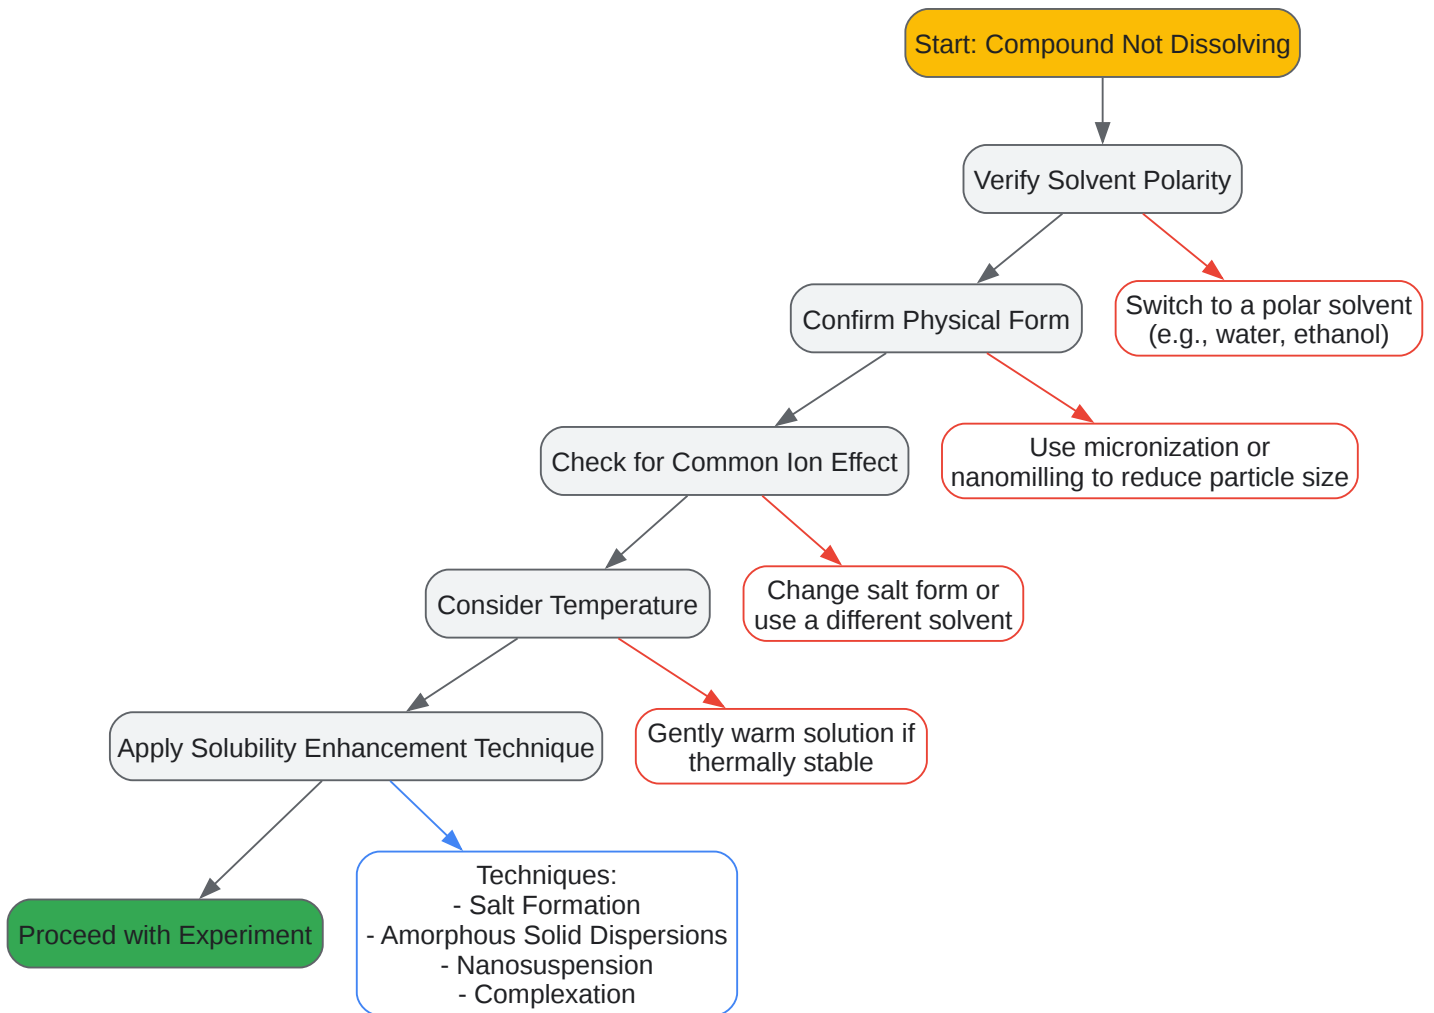 Start: Compound Not Dissolving
Verify Solvent Polarity
Switch to a polar solvent
(e.g., water, ethanol)
Confirm Physical Form
Use micronization or
nanomilling to reduce particle size
Check for Common Ion Effect
Change salt form or
use a different solvent
Consider Temperature
Gently warm solution if
thermally stable
Apply Solubility Enhancement Technique
Techniques:
- Salt Formation
- Amorphous Solid Dispersions
- Nanosuspension
- Complexation
Proceed with Experiment